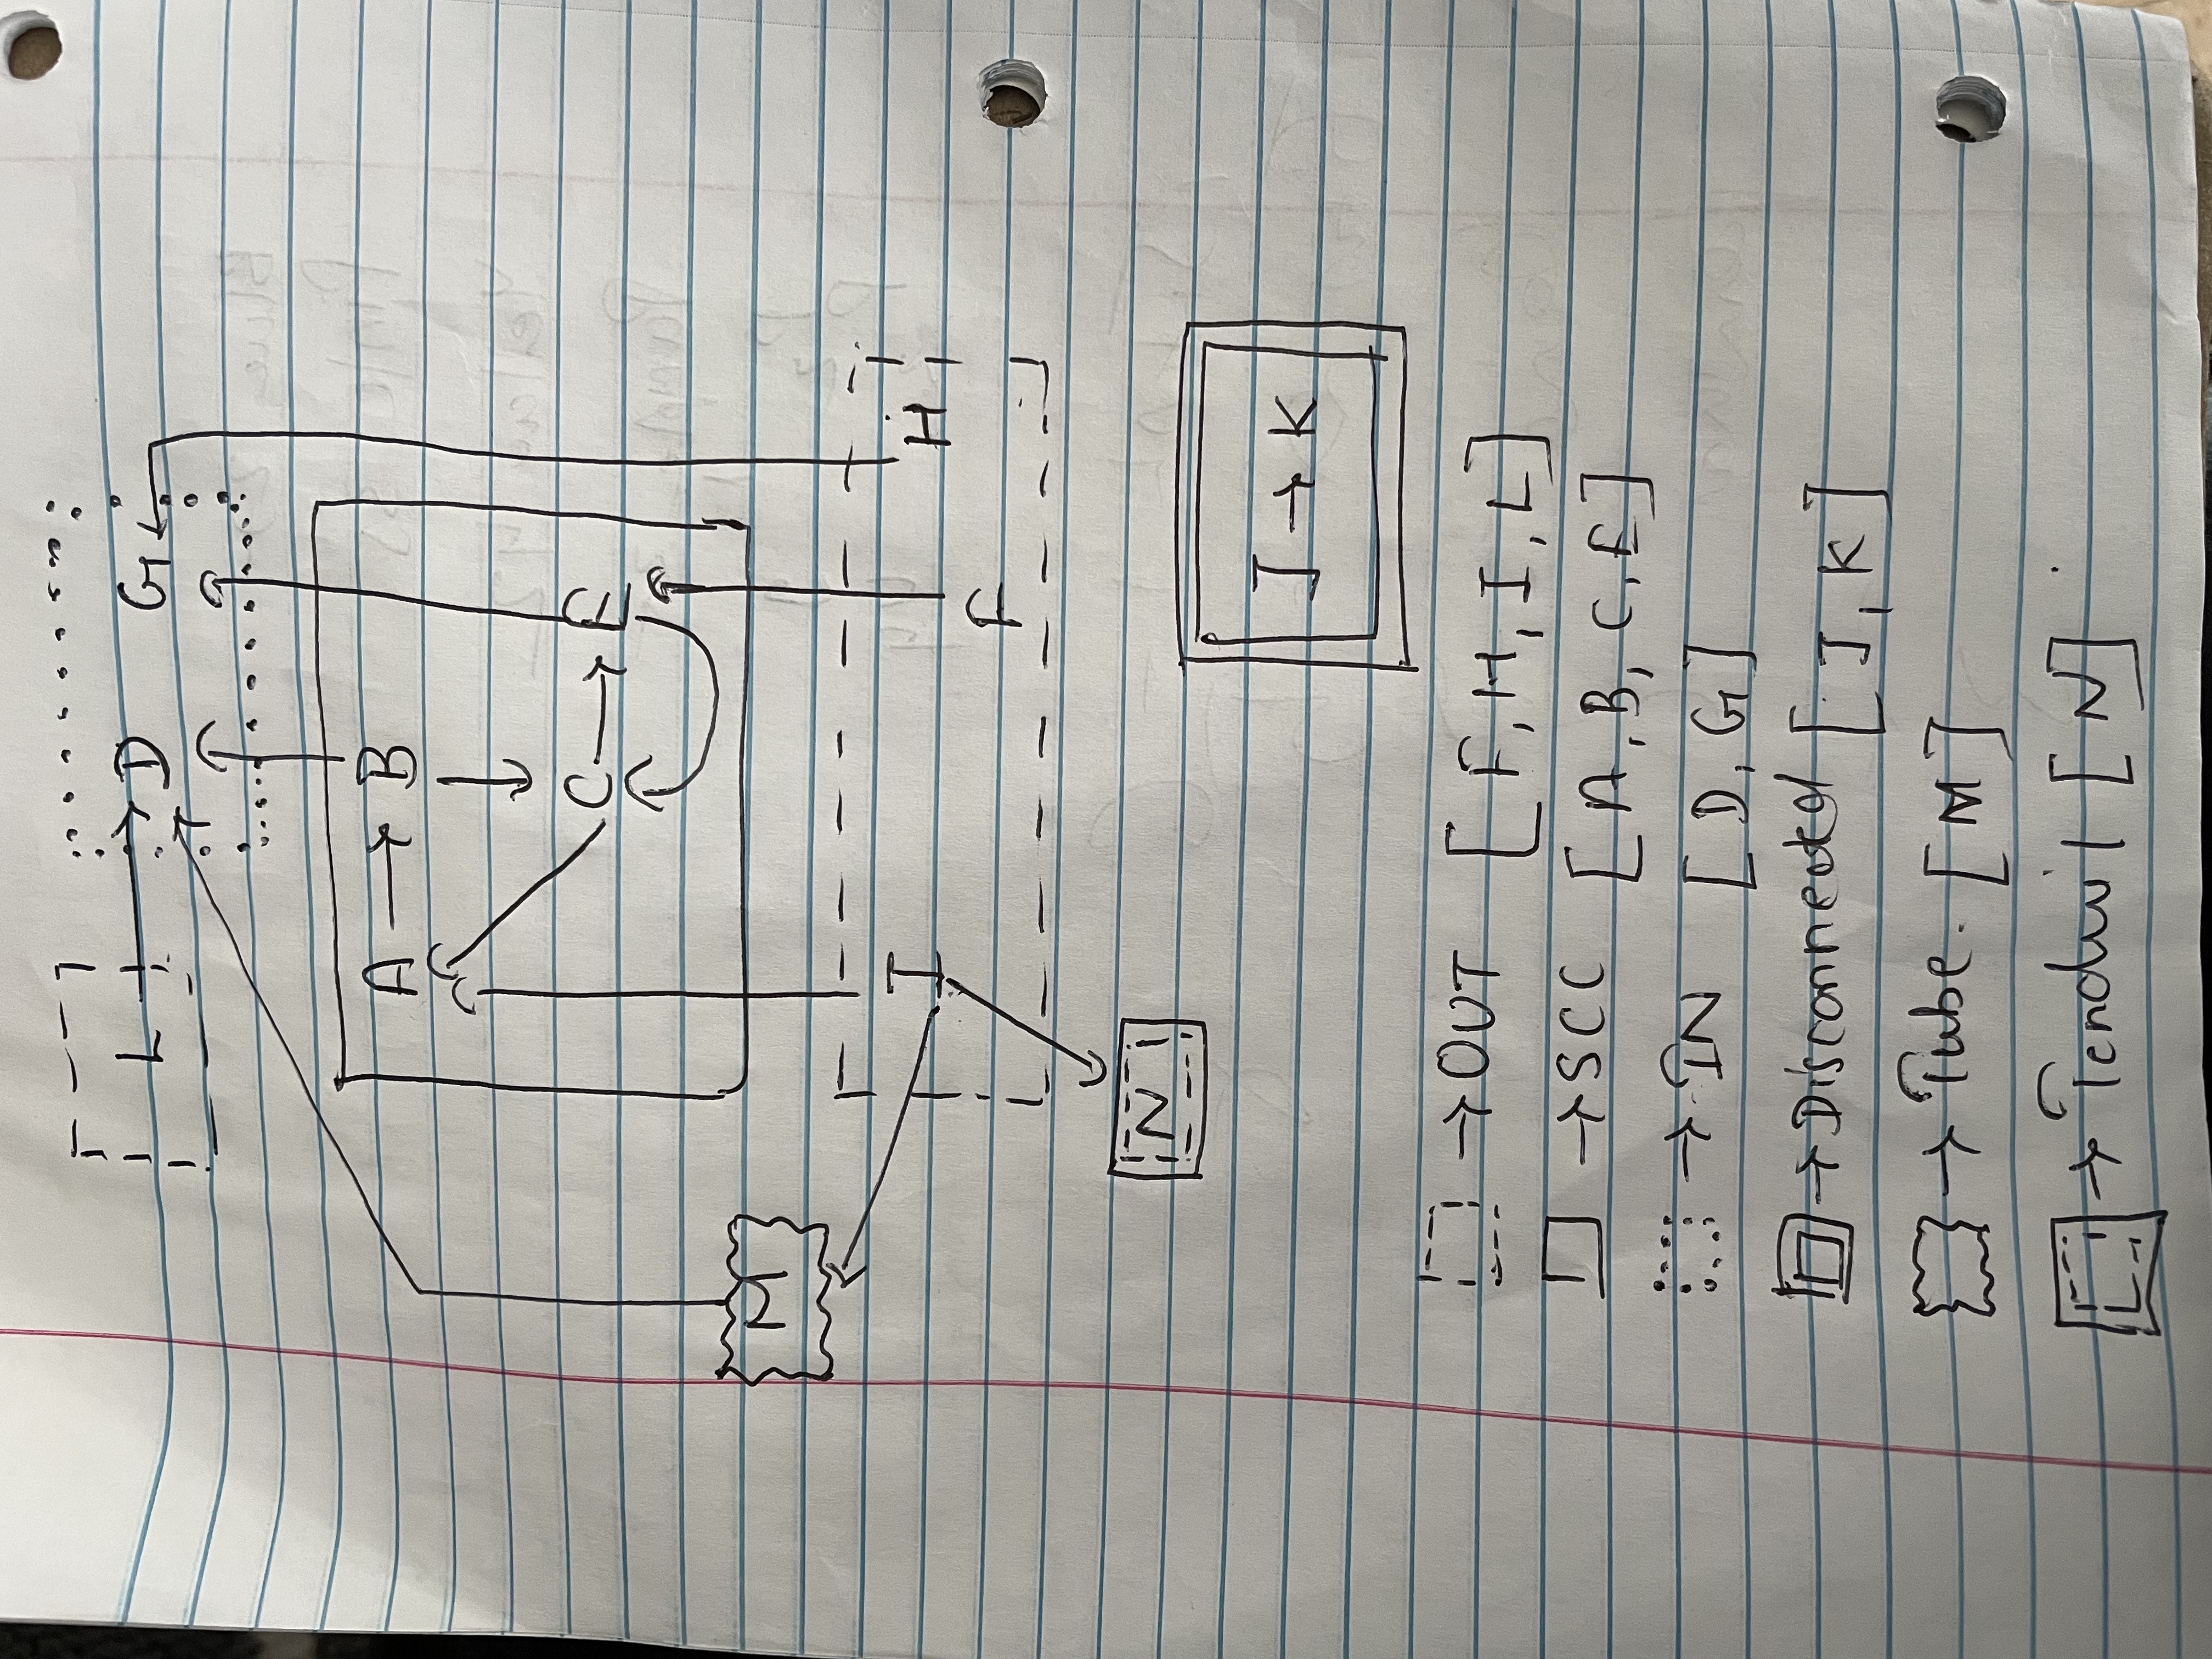 L → D G
A → B
C → E
M
I H
F
N
J → K
→ OUT [F, H, I, L]
→ SCC [A, B, C, E]
→ IN [D, G]
→ Disconnected [J, K]
→ Tube. [M]
→ Tendril [N]